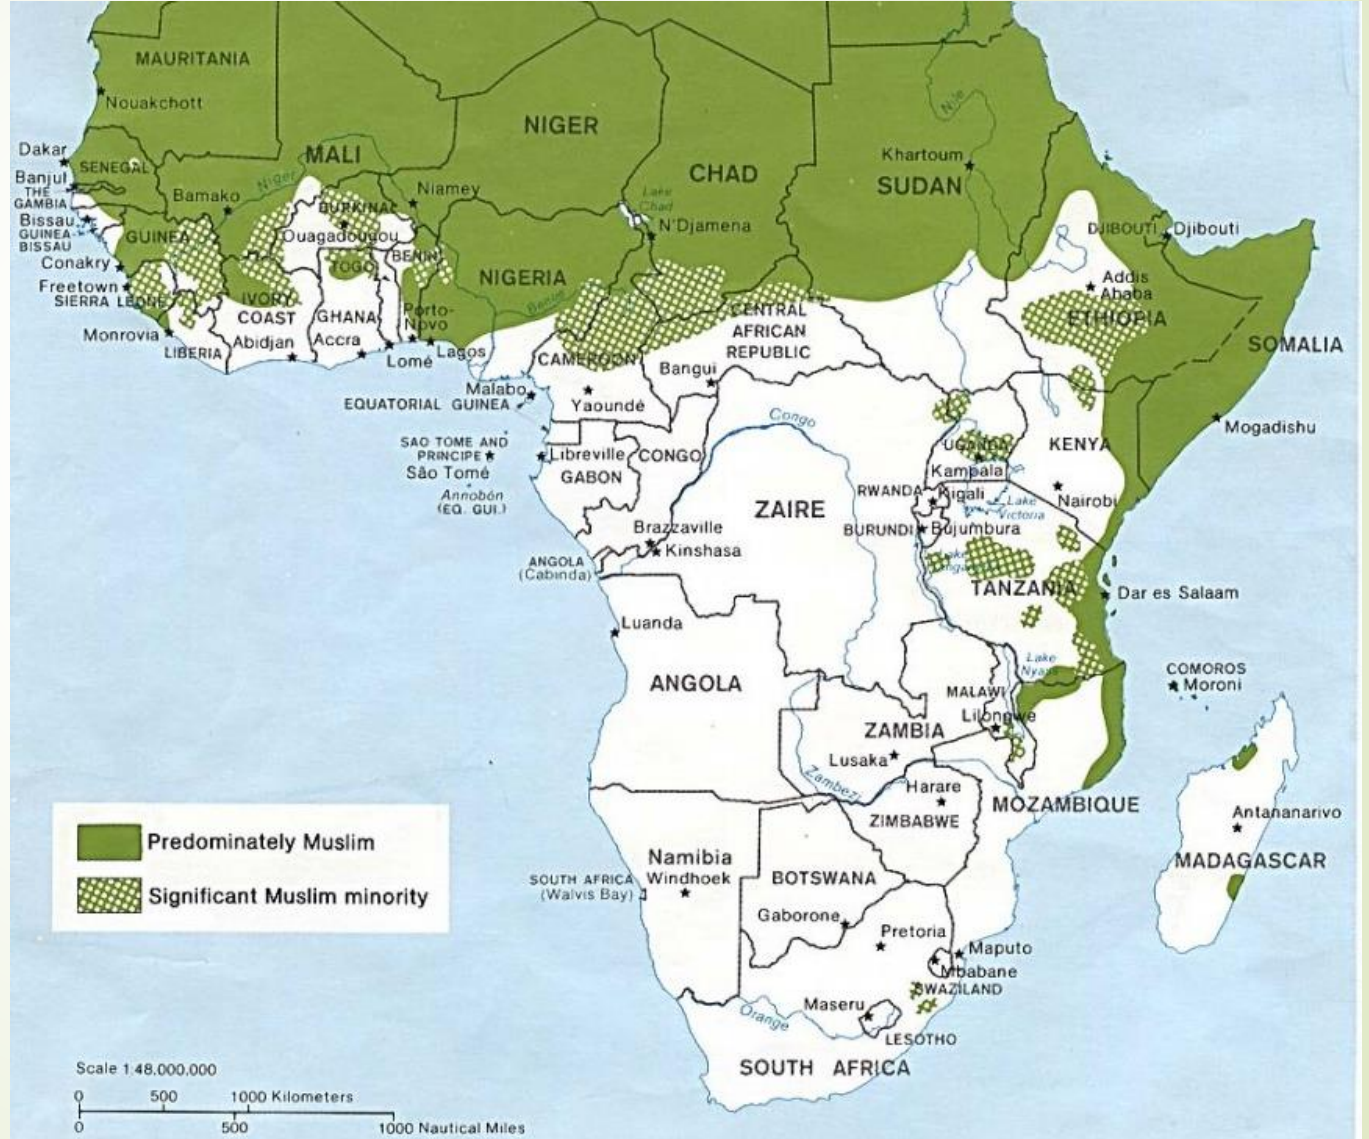 MAURITANIA
Nouakchott
NIGER
MALI
CHAD
Khartoum
SUDAN
Nile
Dakar
SENEGAL
Banjul
THE
GAMBIA
Bissau
GUINEA-
BISSAU
Bamako
Niger
Niamey
Lake
Chad
N'Djamena
BURKINA
Ouagadougou
GUINEA
Conakry
Freetown
SIERRA LEONE
Monrovia
LIBERIA
IVORY
COAST
Abidjan
GHANA
Accra
TOGO
BENIN
Lomé
Porto-
Novo
Lagos
NIGERIA
Benue
DJIBOUTI
Djibouti
Addis
Ababa
ETHIOPIA
SOMALIA
Mogadishu
CENTRAL
AFRICAN
REPUBLIC
Bangui
CAMEROON
Yaoundé
Malabo
EQUATORIAL GUINEA
SAO TOME AND
PRINCIPE
São Tomé
Annobón
(EQ. GUI.)
Libreville
GABON
CONGO
Congo
ZAIRE
Brazzaville
Kinshasa
ANGOLA
(Cabinda)
UGANDA
Kampala
KENYA
Nairobi
RWANDA
Kigali
Lake
Victoria
BURUNDI
Bujumbura
Lake
TANZANIA
Dar es Salaam
Luanda
ANGOLA
Lake
MALAWI
Lilongwe
COMOROS
Moroni
ZAMBIA
Lusaka
Zambezi
Harare
ZIMBABWE
MOZAMBIQUE
Antananarivo
MADAGASCAR
Predominately Muslim
Significant Muslim minority
Namibia
Windhoek
SOUTH AFRICA
(Walvis Bay)
BOTSWANA
Gaborone
Pretoria
Maputo
Mbabane
SWAZILAND
Maseru
LESOTHO
Orange
SOUTH AFRICA
Scale 1:48,000,000
0 500 1000 Kilometers
0 500 1000 Nautical Miles